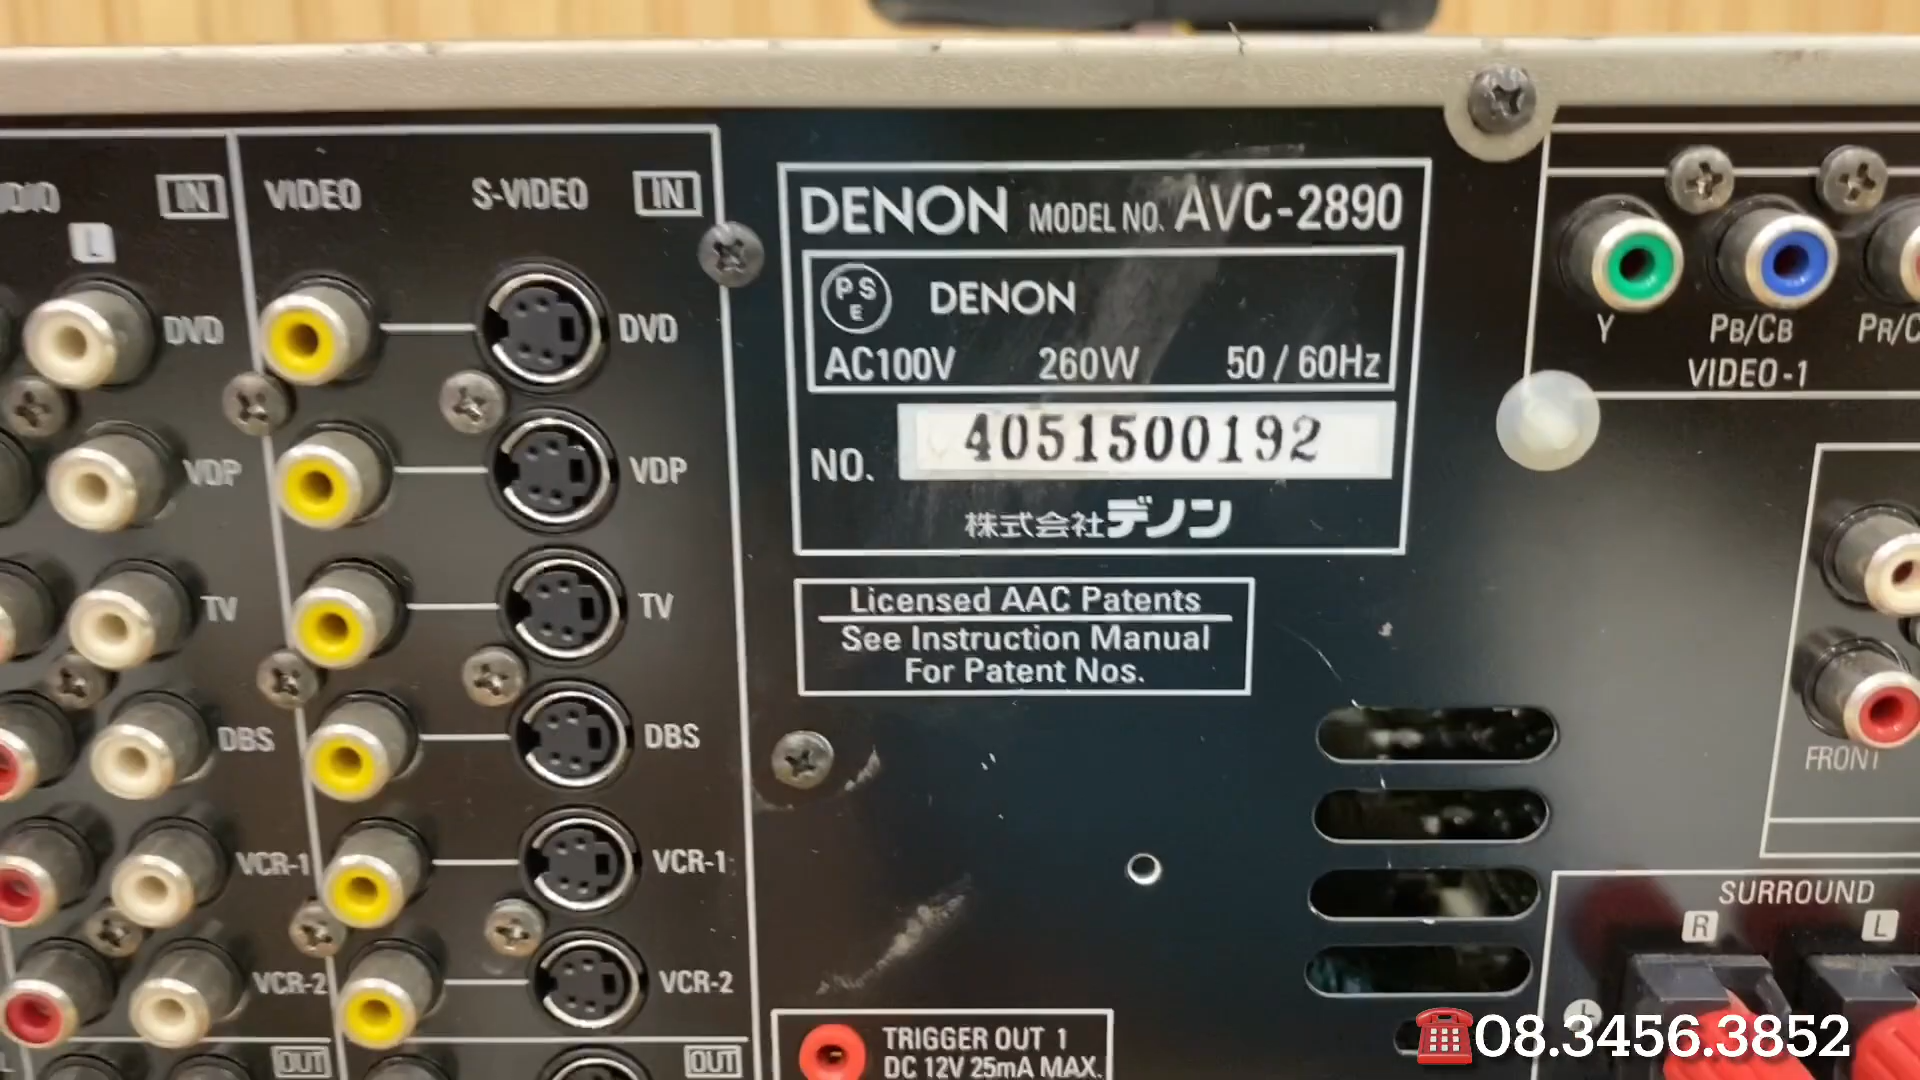 IN
VIDEO
S-VIDEO
IN
L
DVD
DVD
VDP
VDP
TV
TV
DBS
DBS
VCR-1
VCR-1
VCR-2
VCR-2
OUT
OUT
DENON MODEL NO. AVC-2890
PSE DENON
AC100V 260W 50 / 60Hz
NO. 4051500192
株式会社デノン
Licensed AAC Patents
See Instruction Manual
For Patent Nos.
TRIGGER OUT 1
DC 12V 25mA MAX.
Y PB/CB
VIDEO-1
FRONT
SURROUND
R L
08.3456.3852